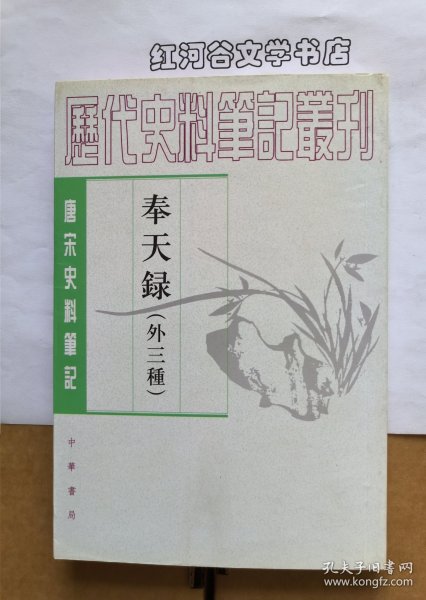 红河谷文学书店
歷代史料筆記叢刊
唐宋史料筆記
奉天録(外三種)
中華書局
孔夫子旧书网
www.kongfz.com